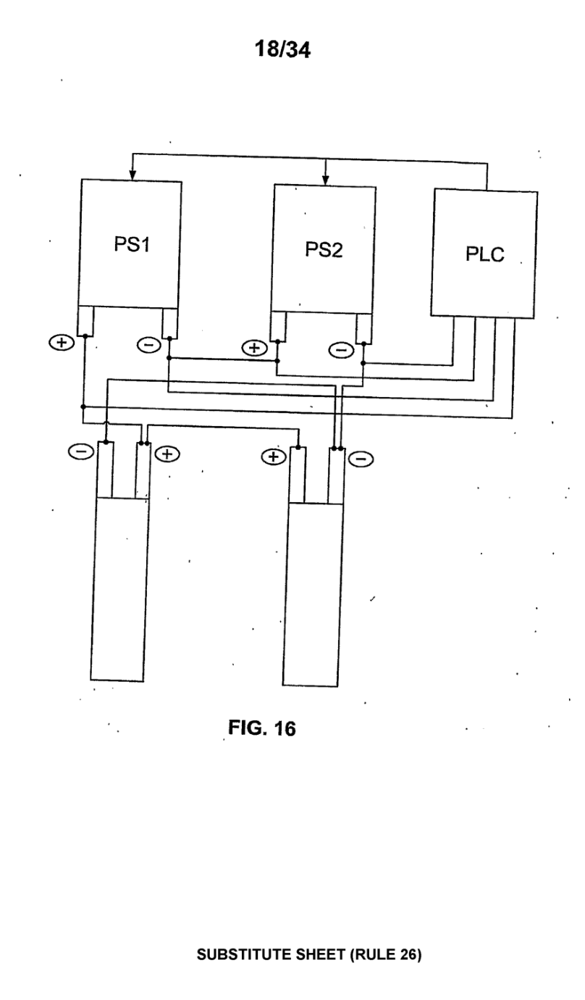 18/34
PS1
PS2
PLC
+
−
+
−
−
+
+
−
FIG. 16
SUBSTITUTE SHEET (RULE 26)